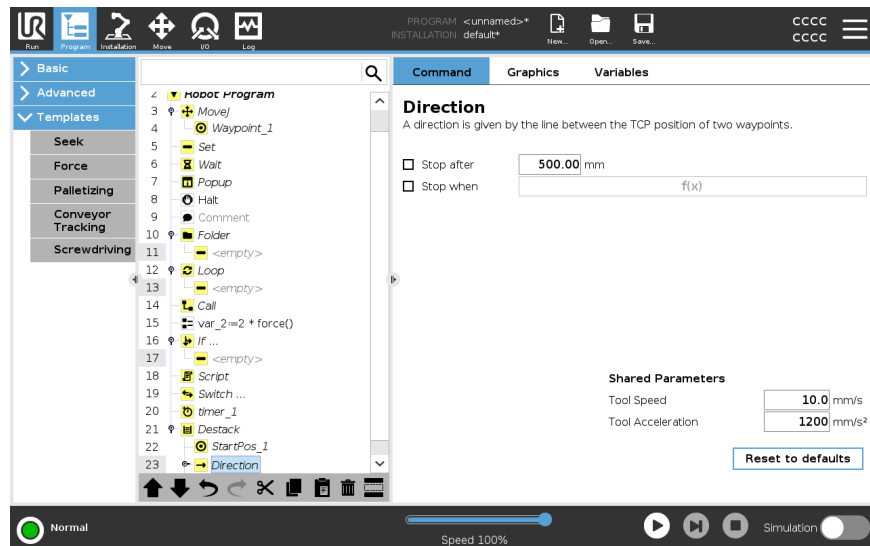 PROGRAM <unnamed>*
INSTALLATION default*
CCCC
CCCC
Run
Program
Installation
Move
I/O
Log
New...
Open...
Save...
Basic
Advanced
Templates
Seek
Force
Palletizing
Conveyor
Tracking
Screwdriving
2 Robot Program
3 MoveJ
4 Waypoint_1
5 Set
6 Wait
7 Popup
8 Halt
9 Comment
10 Folder
11 <empty>
12 Loop
13 <empty>
14 Call
15 var_2:=2 * force()
16 If ...
17 <empty>
18 Script
19 Switch ...
20 timer_1
21 Destack
22 StartPos_1
23 Direction
Command
Graphics
Variables
Direction
A direction is given by the line between the TCP position of two waypoints.
Stop after 500.00 mm
Stop when f(x)
Shared Parameters
Tool Speed 10.0 mm/s
Tool Acceleration 1200 mm/s²
Reset to defaults
Normal
Speed 100%
Simulation